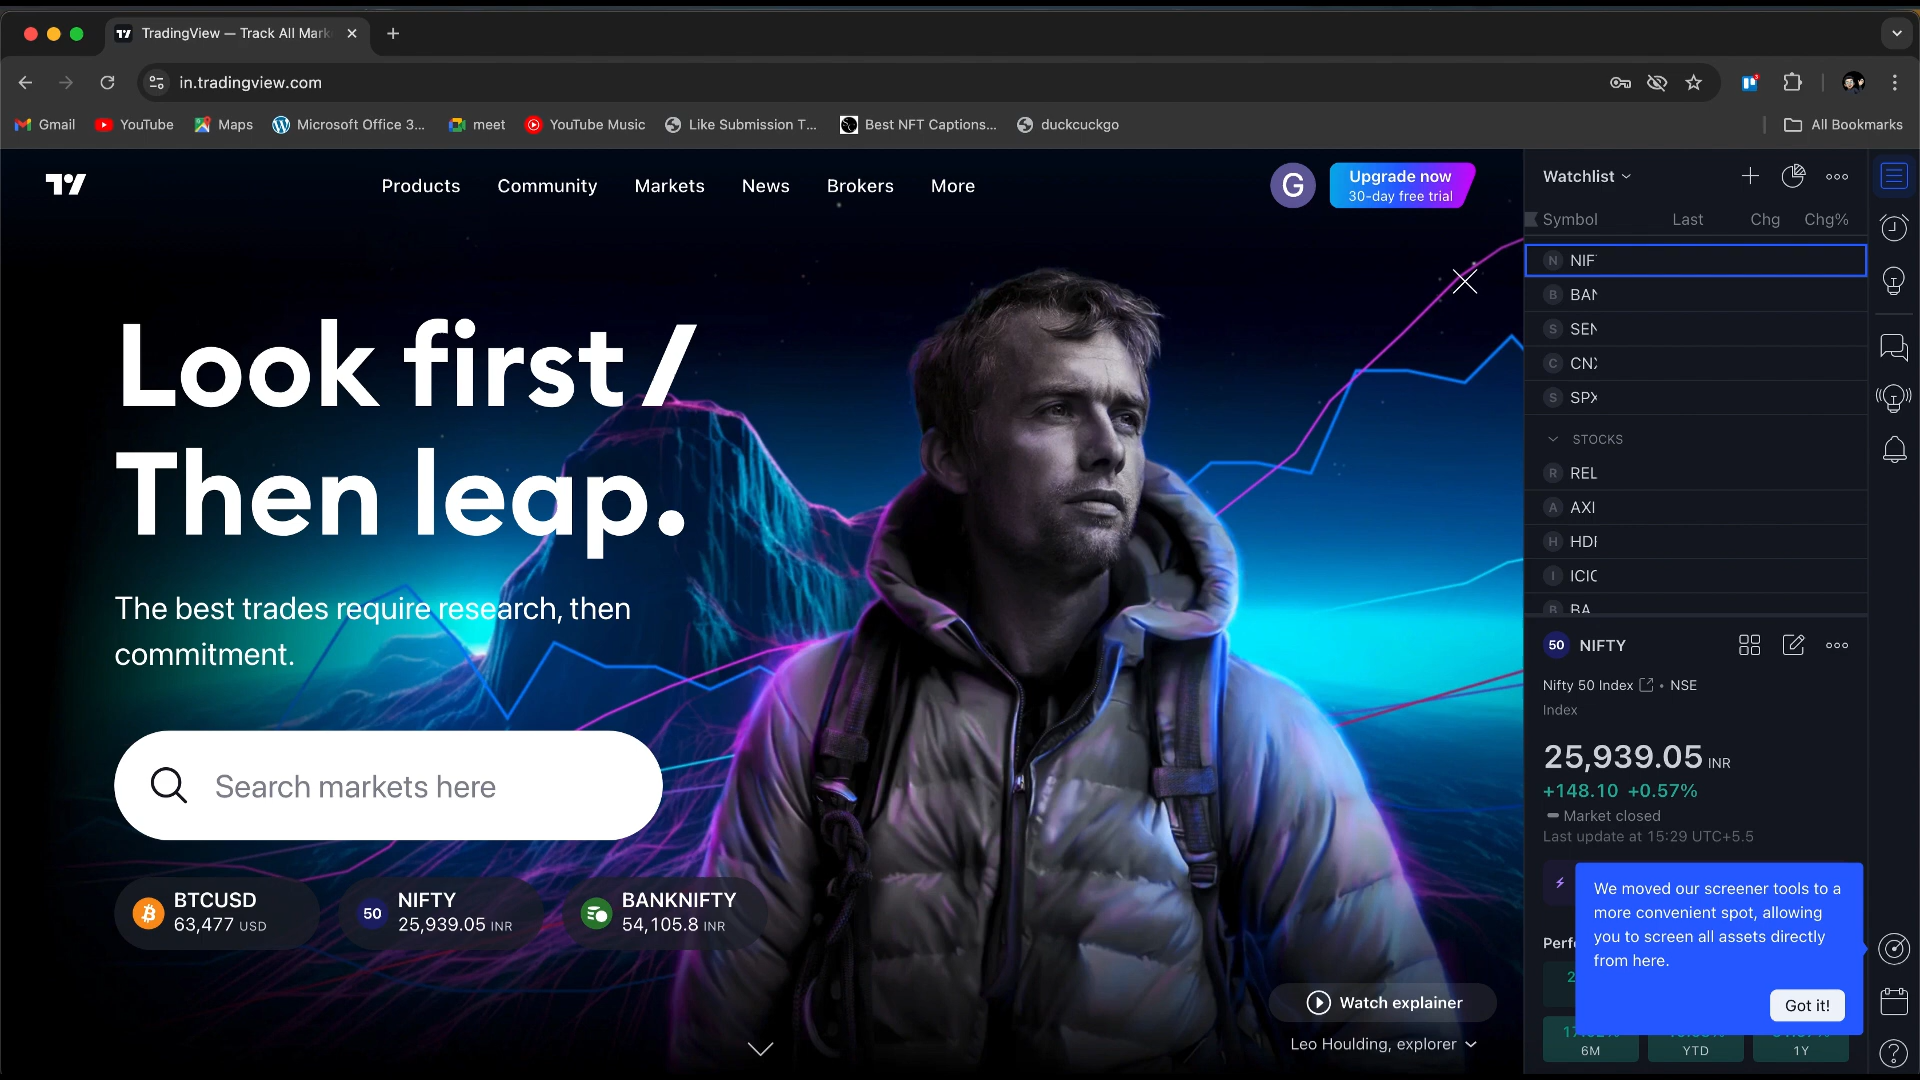 TradingView — Track All Mark
in.tradingview.com
Gmail
YouTube
Maps
Microsoft Office 3...
meet
YouTube Music
Like Submission T...
Best NFT Captions...
duckcuckgo
All Bookmarks
Products
Community
Markets
News
Brokers
More
G
Upgrade now
30-day free trial
Look first/
Then leap.
The best trades require research, then
commitment.
Search markets here
BTCUSD
63,477 USD
50
NIFTY
25,939.05 INR
BANKNIFTY
54,105.8 INR
Watch explainer
Leo Houlding, explorer
Watchlist
Symbol Last Chg Chg%
N NIF
B BAN
S SEN
C CNX
S SPX
STOCKS
R REL
A AXI
H HDF
I ICIC
B BA
50 NIFTY
Nifty 50 Index • NSE
Index
25,939.05 INR
+148.10 +0.57%
Market closed
Last update at 15:29 UTC+5.5
We moved our screener tools to a
more convenient spot, allowing
you to screen all assets directly
from here.
Got it!
6M
YTD
1Y